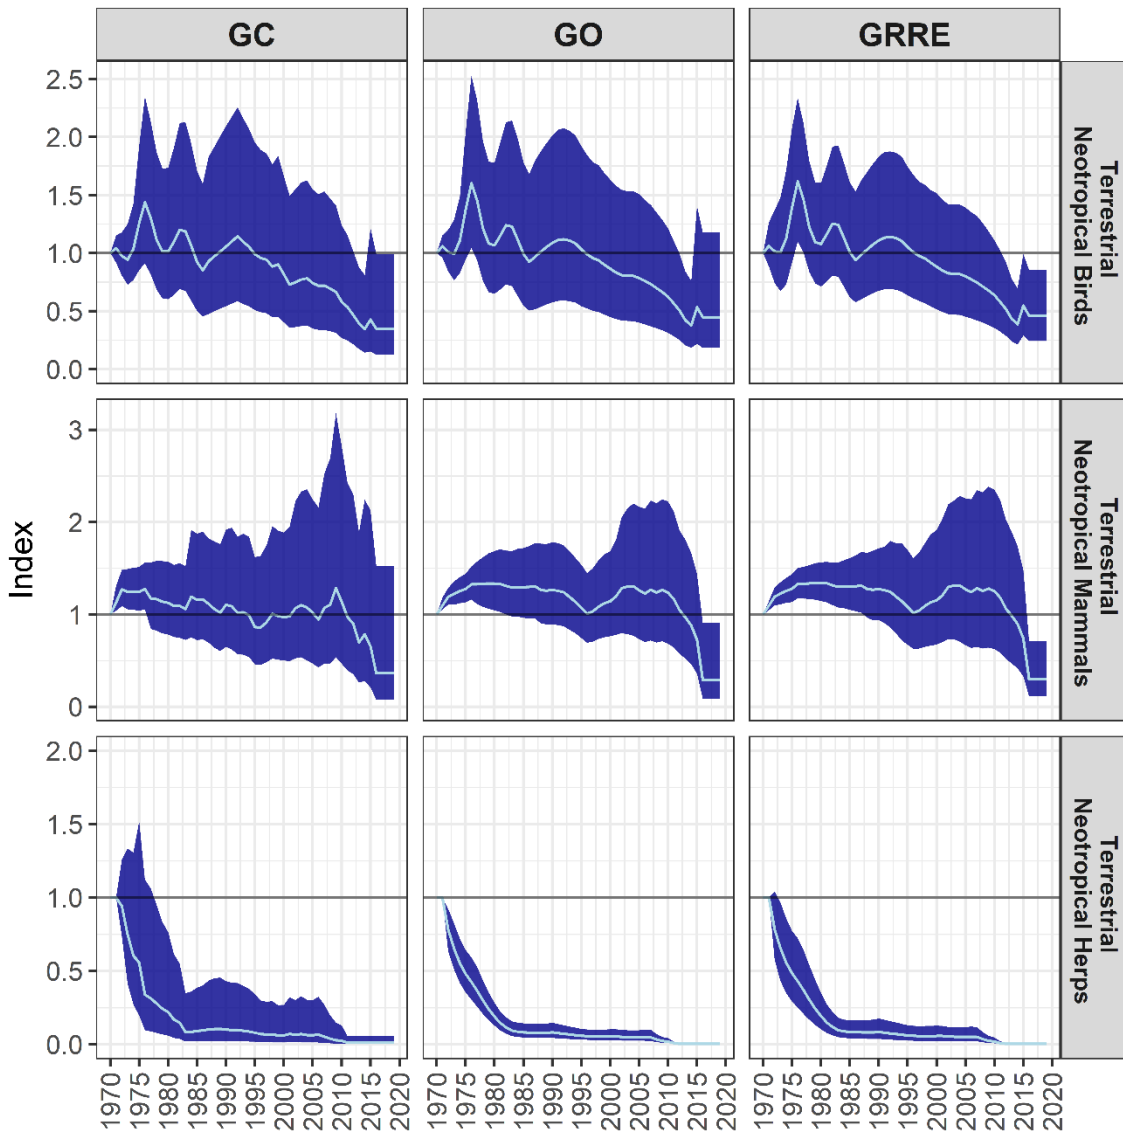 GC GO GRRE
2.5
2.0
1.5
1.0
0.5
0.0
Terrestrial
Neotropical Birds
Index
3
2
1
0
Terrestrial
Neotropical Mammals
2.0
1.5
1.0
0.5
0.0
Terrestrial
Neotropical Herps
1970 1975 1980 1985 1990 1995 2000 2005 2010 2015 2020 1970 1975 1980 1985 1990 1995 2000 2005 2010 2015 2020 1970 1975 1980 1985 1990 1995 2000 2005 2010 2015 2020